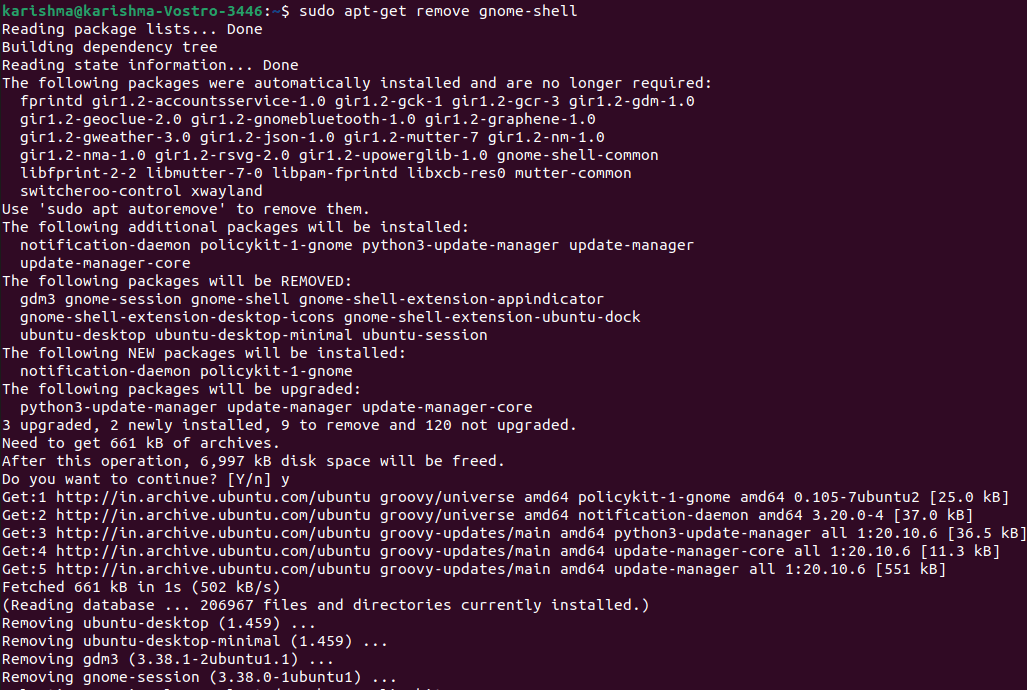 karishma@karishma-Vostro-3446:~$ sudo apt-get remove gnome-shell
Reading package lists... Done
Building dependency tree
Reading state information... Done
The following packages were automatically installed and are no longer required:
  fprintd gir1.2-accountsservice-1.0 gir1.2-gck-1 gir1.2-gcr-3 gir1.2-gdm-1.0
  gir1.2-geoclue-2.0 gir1.2-gnomebluetooth-1.0 gir1.2-graphene-1.0
  gir1.2-gweather-3.0 gir1.2-json-1.0 gir1.2-mutter-7 gir1.2-nm-1.0
  gir1.2-nma-1.0 gir1.2-rsvg-2.0 gir1.2-upowerglib-1.0 gnome-shell-common
  libfprint-2-2 libmutter-7-0 libpam-fprintd libxcb-res0 mutter-common
  switcheroo-control xwayland
Use 'sudo apt autoremove' to remove them.
The following additional packages will be installed:
  notification-daemon policykit-1-gnome python3-update-manager update-manager
  update-manager-core
The following packages will be REMOVED:
  gdm3 gnome-session gnome-shell gnome-shell-extension-appindicator
  gnome-shell-extension-desktop-icons gnome-shell-extension-ubuntu-dock
  ubuntu-desktop ubuntu-desktop-minimal ubuntu-session
The following NEW packages will be installed:
  notification-daemon policykit-1-gnome
The following packages will be upgraded:
  python3-update-manager update-manager update-manager-core
3 upgraded, 2 newly installed, 9 to remove and 120 not upgraded.
Need to get 661 kB of archives.
After this operation, 6,997 kB disk space will be freed.
Do you want to continue? [Y/n] y
Get:1 http://in.archive.ubuntu.com/ubuntu groovy/universe amd64 policykit-1-gnome amd64 0.105-7ubuntu2 [25.0 kB]
Get:2 http://in.archive.ubuntu.com/ubuntu groovy/universe amd64 notification-daemon amd64 3.20.0-4 [37.0 kB]
Get:3 http://in.archive.ubuntu.com/ubuntu groovy-updates/main amd64 python3-update-manager all 1:20.10.6 [36.5 kB]
Get:4 http://in.archive.ubuntu.com/ubuntu groovy-updates/main amd64 update-manager-core all 1:20.10.6 [11.3 kB]
Get:5 http://in.archive.ubuntu.com/ubuntu groovy-updates/main amd64 update-manager all 1:20.10.6 [551 kB]
Fetched 661 kB in 1s (502 kB/s)
(Reading database ... 206967 files and directories currently installed.)
Removing ubuntu-desktop (1.459) ...
Removing ubuntu-desktop-minimal (1.459) ...
Removing gdm3 (3.38.1-2ubuntu1.1) ...
Removing gnome-session (3.38.0-1ubuntu1) ...